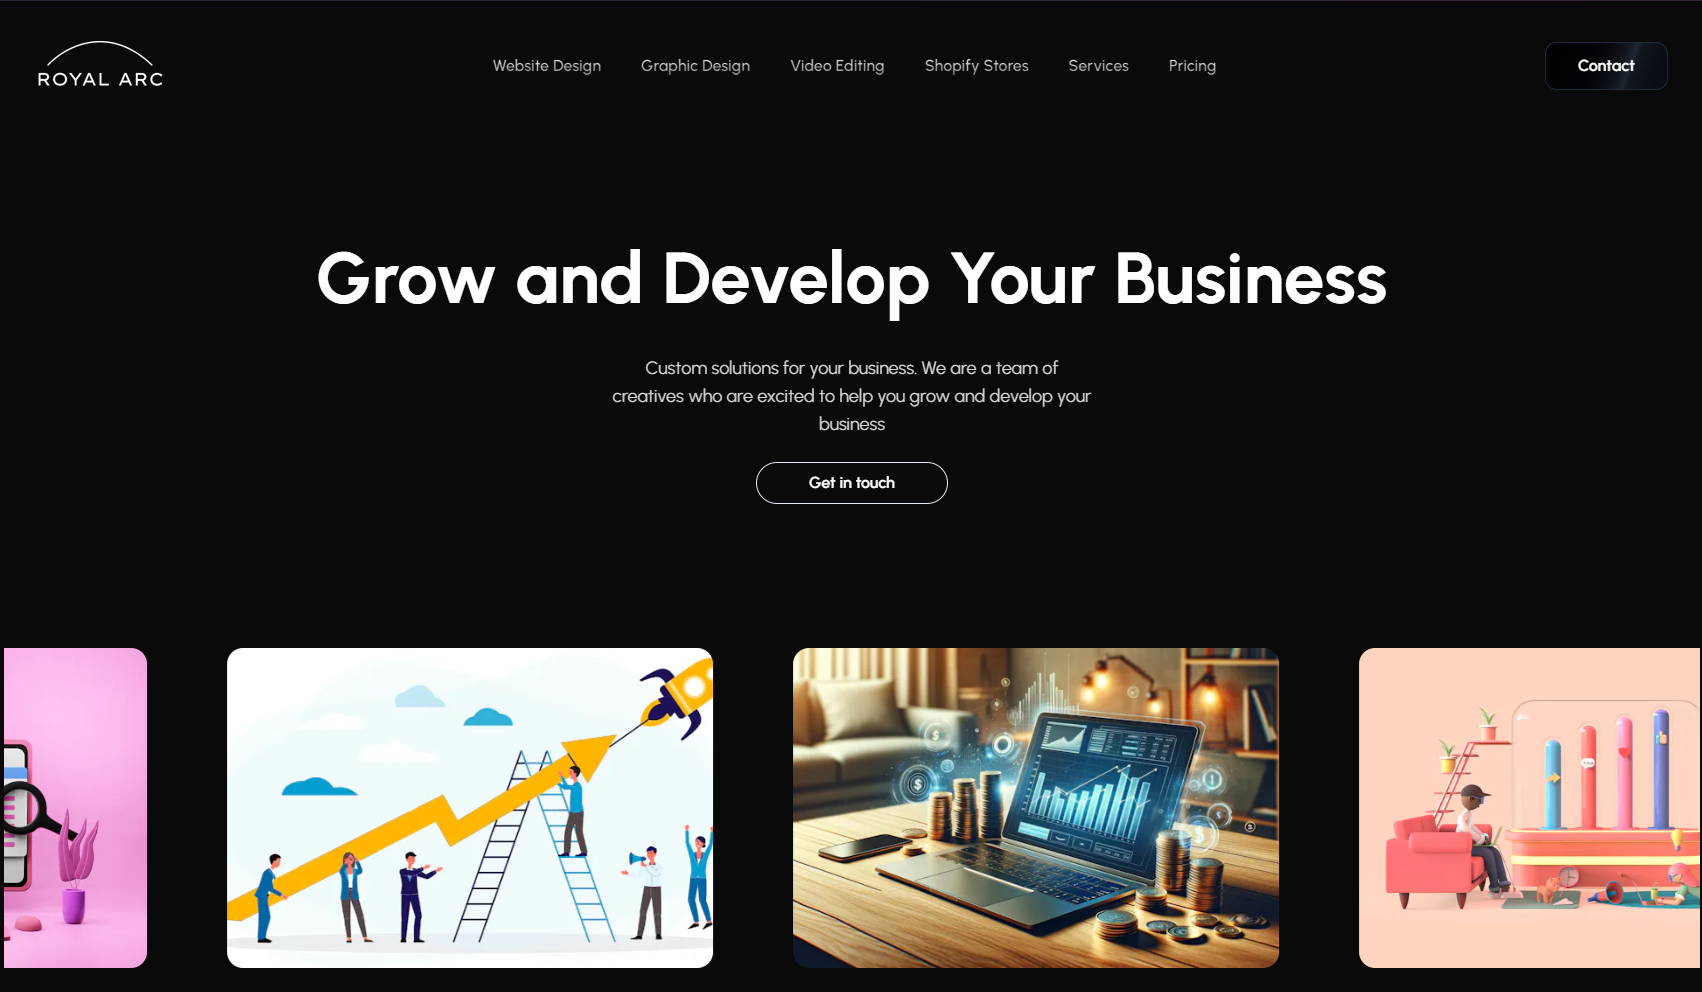 ROYAL ARC
Website Design
Graphic Design
Video Editing
Shopify Stores
Services
Pricing
Contact
Grow and Develop Your Business
Custom solutions for your business. We are a team of
creatives who are excited to help you grow and develop your
business
Get in touch